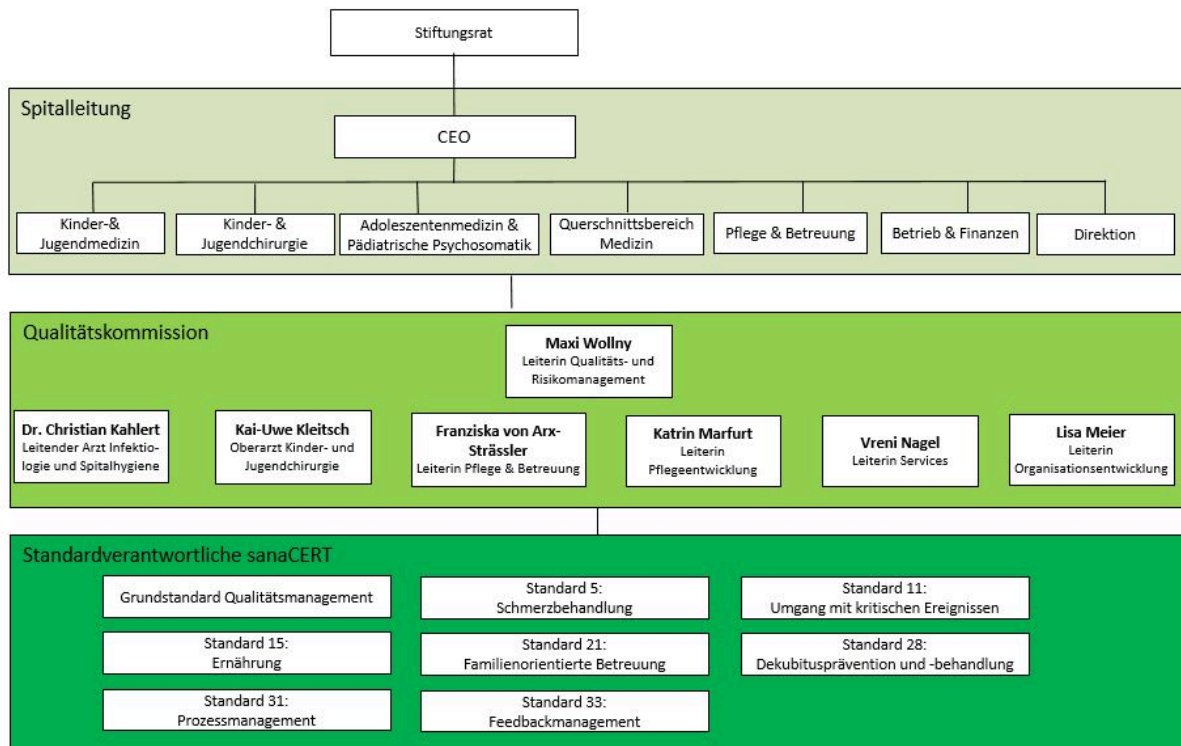 Stiftungsrat
Spitalleitung
CEO
Kinder-&
Jugendmedizin
Kinder- &
Jugendchirurgie
Adoleszentenmedizin &
Pädiatrische Psychosomatik
Querschnittsbereich
Medizin
Pflege & Betreuung
Betrieb & Finanzen
Direktion
Qualitätskommission
Maxi Wollny
Leiterin Qualitäts- und
Risikomanagement
Dr. Christian Kahlert
Leitender Arzt Infektio-
logie und Spitalhygiene
Kai-Uwe Kleitsch
Oberarzt Kinder- und
Jugendchirurgie
Franziska von Arx-
Strässler
Leiterin Pflege & Betreuung
Katrin Marfurt
Leiterin
Pflegeentwicklung
Vreni Nagel
Leiterin Services
Lisa Meier
Leiterin
Organisationsentwicklung
Standardverantwortliche sanaCERT
Grundstandard Qualitätsmanagement
Standard 5:
Schmerzbehandlung
Standard 11:
Umgang mit kritischen Ereignissen
Standard 15:
Ernährung
Standard 21:
Familienorientierte Betreuung
Standard 28:
Dekubitusprävention und -behandlung
Standard 31:
Prozessmanagement
Standard 33:
Feedbackmanagement